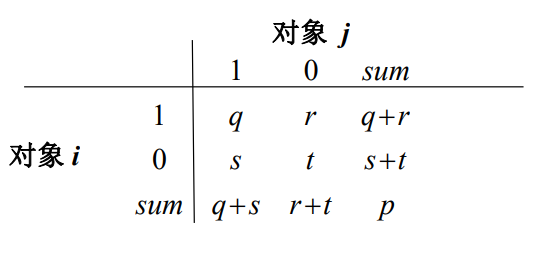 对象 j
1 0 sum
1 q r q+r
对象 i 0 s t s+t
sum q+s r+t p